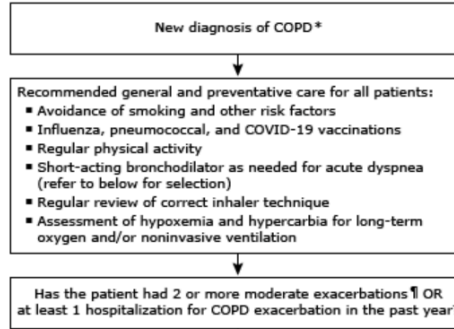 New diagnosis of COPD*
Recommended general and preventative care for all patients:
▪ Avoidance of smoking and other risk factors
▪ Influenza, pneumococcal, and COVID-19 vaccinations
▪ Regular physical activity
▪ Short-acting bronchodilator as needed for acute dyspnea
(refer to below for selection)
▪ Regular review of correct inhaler technique
▪ Assessment of hypoxemia and hypercarbia for long-term
oxygen and/or noninvasive ventilation
Has the patient had 2 or more moderate exacerbations¶ OR
at least 1 hospitalization for COPD exacerbation in the past year